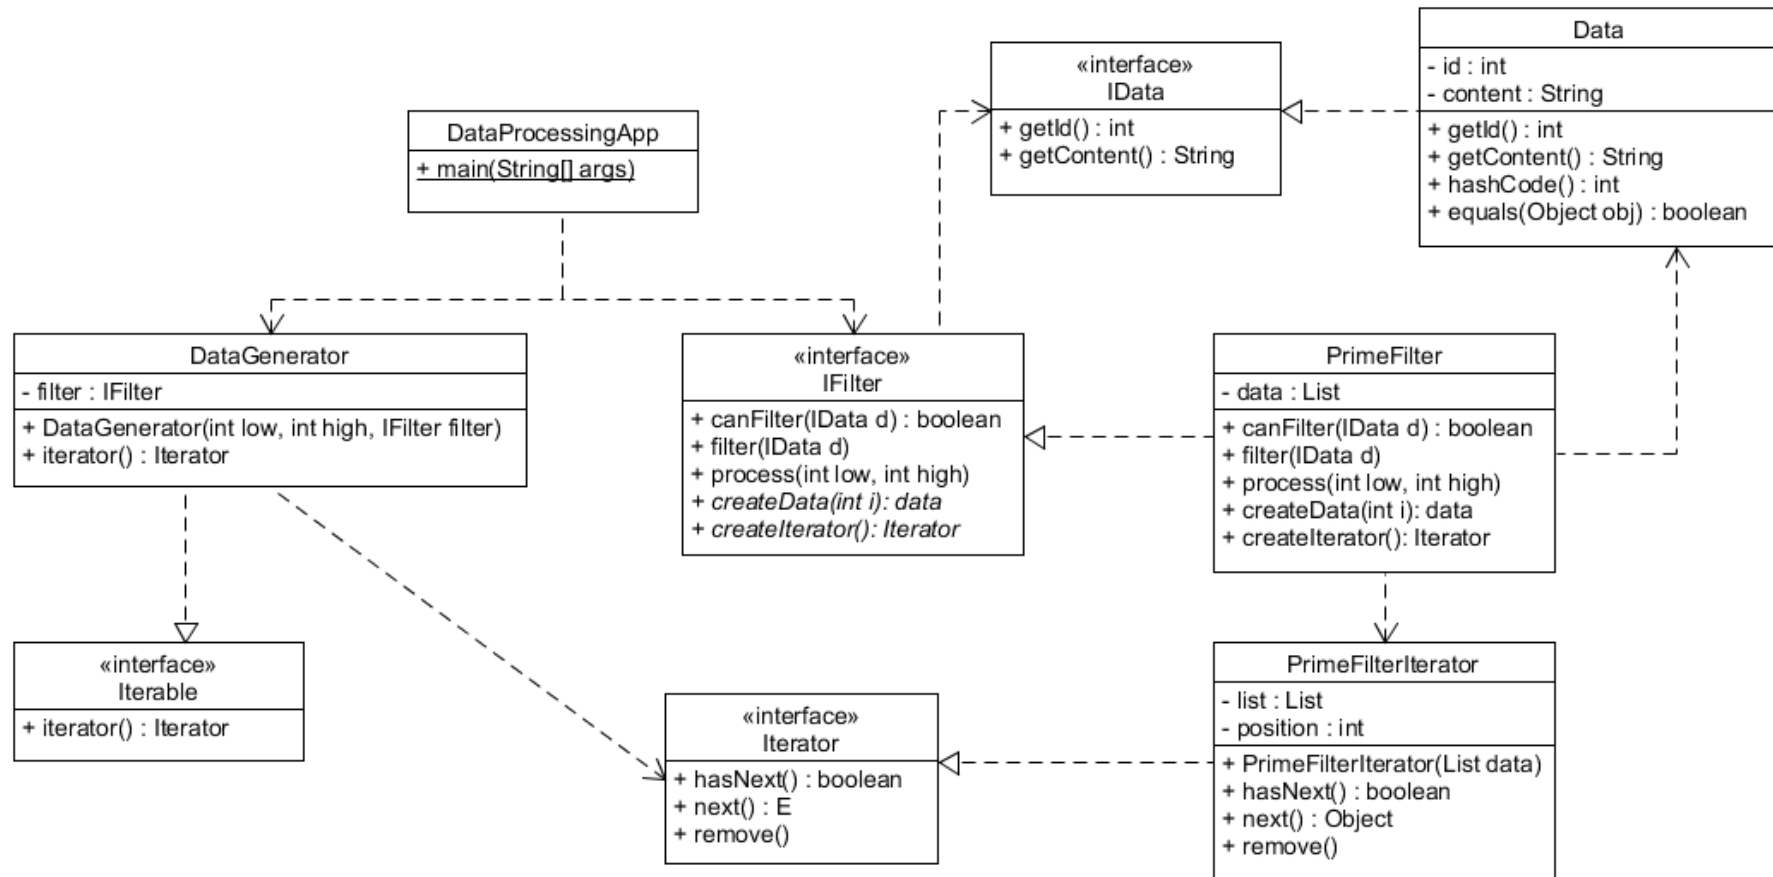 Data
- id : int
- content : String
+ getId() : int
+ getContent() : String
+ hashCode() : int
+ equals(Object obj) : boolean
«interface»
IData
+ getId() : int
+ getContent() : String
DataProcessingApp
+ main(String[] args)
DataGenerator
- filter : IFilter
+ DataGenerator(int low, int high, IFilter filter)
+ iterator() : Iterator
«interface»
IFilter
+ canFilter(IData d) : boolean
+ filter(IData d)
+ process(int low, int high)
+ createData(int i): data
+ createIterator(): Iterator
PrimeFilter
- data : List
+ canFilter(IData d) : boolean
+ filter(IData d)
+ process(int low, int high)
+ createData(int i): data
+ createIterator(): Iterator
«interface»
Iterable
+ iterator() : Iterator
«interface»
Iterator
+ hasNext() : boolean
+ next() : E
+ remove()
PrimeFilterIterator
- list : List
- position : int
+ PrimeFilterIterator(List data)
+ hasNext() : boolean
+ next() : Object
+ remove()